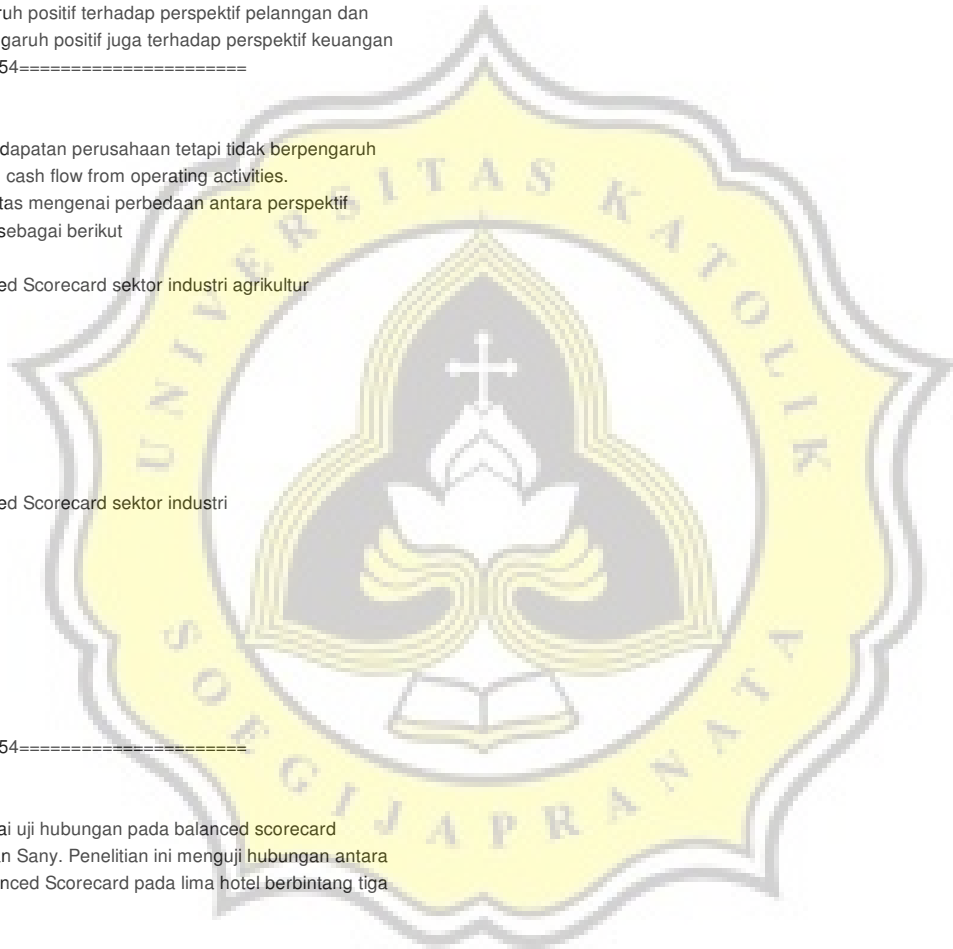 ruh positif terhadap perspektif pelanngan dan
garuh positif juga terhadap perspektif keuangan
54======================
dapatan perusahaan tetapi tidak berpengaruh
cash flow from operating activities.
tas mengenai perbedaan antara perspektif
sebagai berikut
ed Scorecard sektor industri agrikultur
ed Scorecard sektor industri
54======================
ai uji hubungan pada balanced scorecard
an Sany. Penelitian ini menguji hubungan antara
nced Scorecard pada lima hotel berbintang tiga
UNIVERSITAS KATOLIK
SOEGIJAPRANATA